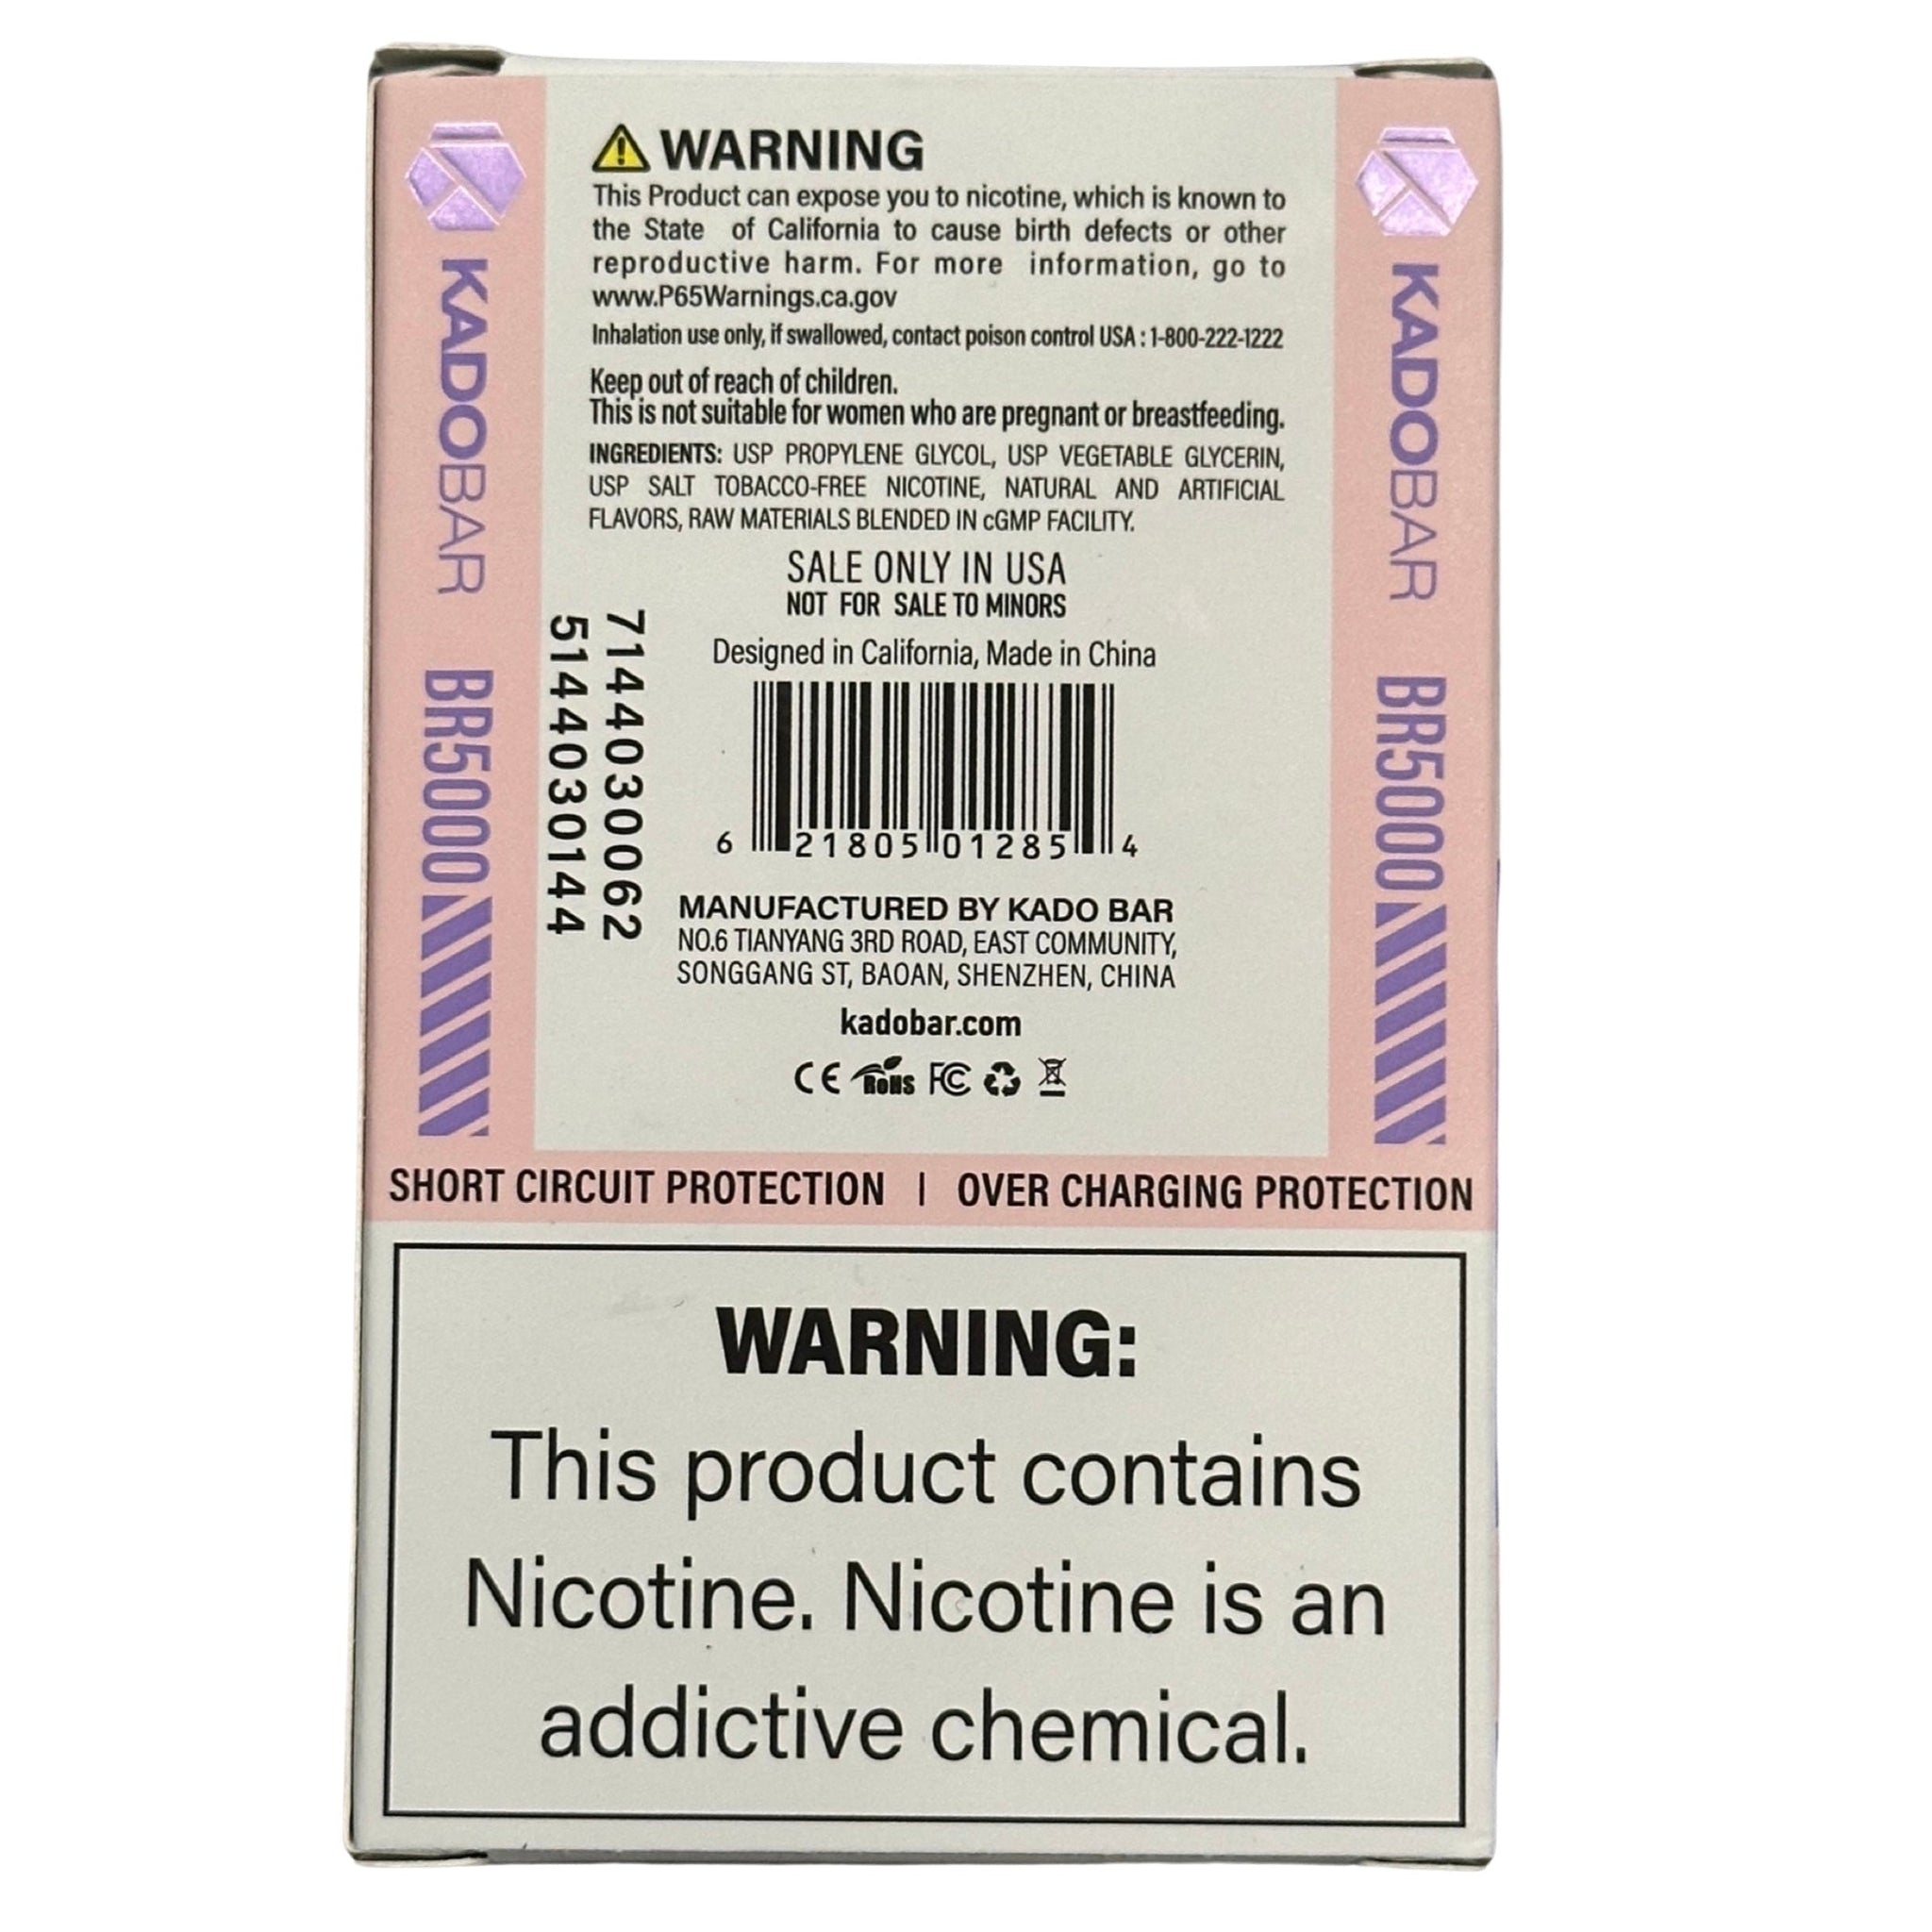 WARNING
This Product can expose you to nicotine, which is known to
the State of California to cause birth defects or other
reproductive harm. For more information, go to
www.P65Warnings.ca.gov
Inhalation use only, if swallowed, contact poison control USA : 1-800-222-1222
Keep out of reach of children.
This is not suitable for women who are pregnant or breastfeeding.
INGREDIENTS: USP PROPYLENE GLYCOL, USP VEGETABLE GLYCERIN,
USP SALT TOBACCO-FREE NICOTINE, NATURAL AND ARTIFICIAL
FLAVORS, RAW MATERIALS BLENDED IN cGMP FACILITY.
SALE ONLY IN USA
NOT FOR SALE TO MINORS
Designed in California, Made in China
6 21805 01285 4
7144030062
5144030144
MANUFACTURED BY KADO BAR
NO.6 TIANYANG 3RD ROAD, EAST COMMUNITY,
SONGGANG ST, BAOAN, SHENZHEN, CHINA
kadobar.com
CE RoHS FC
KADOBAR BR5000
KADOBAR BR5000
SHORT CIRCUIT PROTECTION | OVER CHARGING PROTECTION
WARNING:
This product contains
Nicotine. Nicotine is an
addictive chemical.